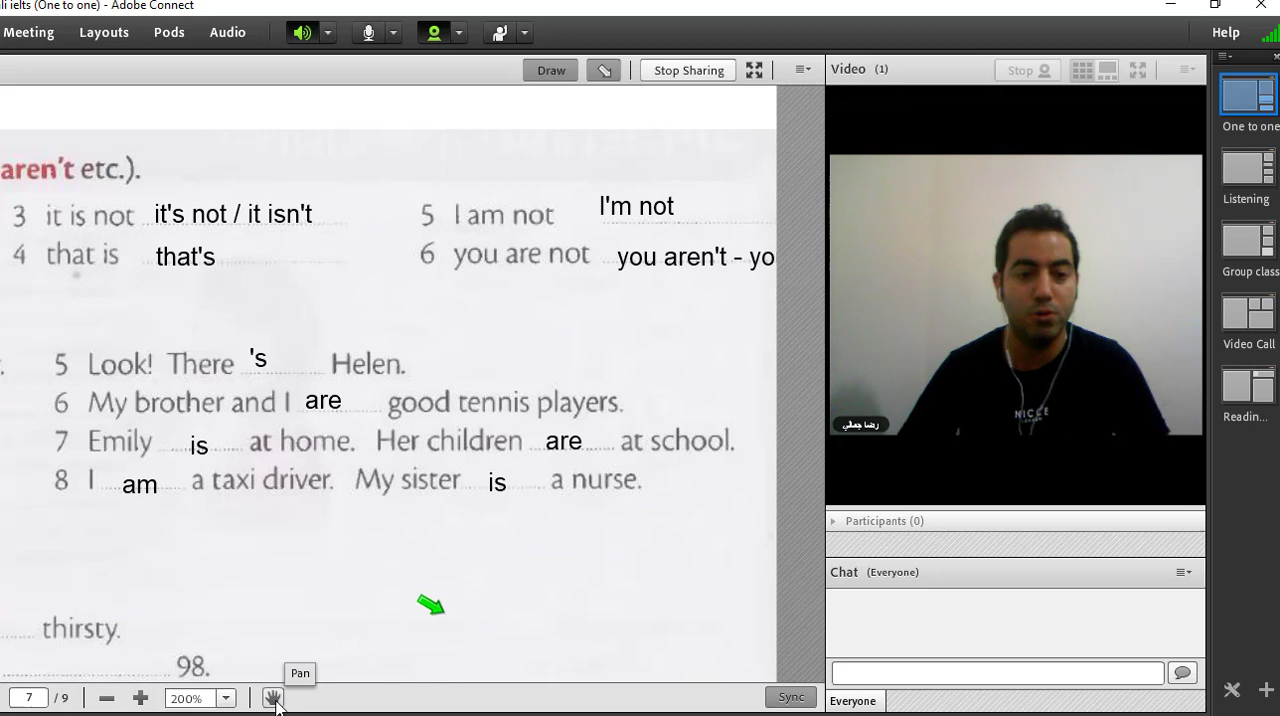 li ielts (One to one) - Adobe Connect
Meeting Layouts Pods Audio Help
Draw Stop Sharing
Video (1) Stop
aren't etc.).
3 it is not it's not / it isn't
4 that is that's
5 I am not I'm not
6 you are not you aren't - yo
5 Look! There 's Helen.
6 My brother and I are good tennis players.
7 Emily is at home. Her children are at school.
8 I am a taxi driver. My sister is a nurse.
thirsty.
98.
Pan
7 / 9 200% Sync
رضا جمالي
NICCE
Participants (0)
Chat (Everyone)
Everyone
One to one
Listening
Group class
Video Call
Readin...